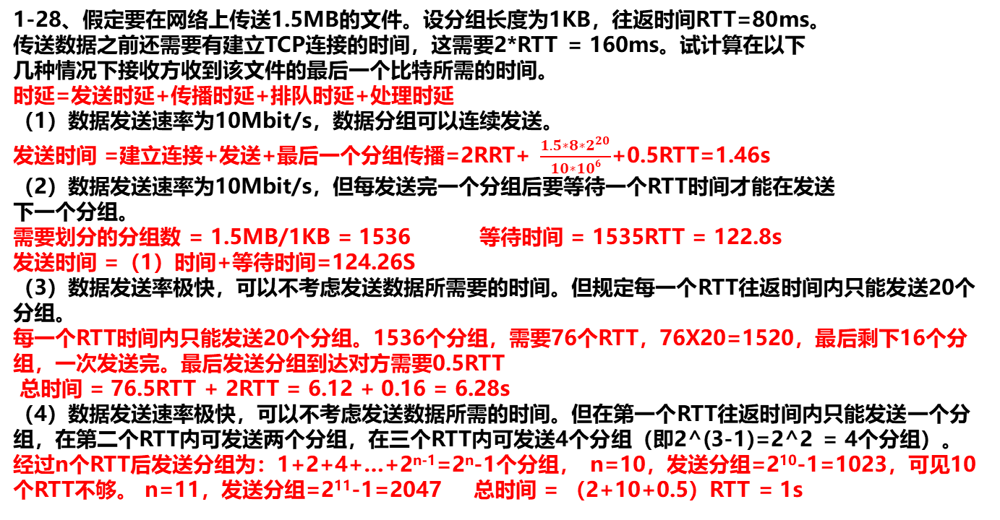 1-28、假定要在网络上传送1.5MB的文件。设分组长度为1KB，往返时间RTT=80ms。
传送数据之前还需要有建立TCP连接的时间，这需要2*RTT = 160ms。试计算在以下
几种情况下接收方收到该文件的最后一个比特所需的时间。
时延=发送时延+传播时延+排队时延+处理时延
（1）数据发送速率为10Mbit/s，数据分组可以连续发送。
发送时间 =建立连接+发送+最后一个分组传播=2RRT+ \frac{1.5*8*2^{20}}{10*10^{6}}+0.5RTT=1.46s
（2）数据发送速率为10Mbit/s，但每发送完一个分组后要等待一个RTT时间才能在发送
下一个分组。
需要划分的分组数 = 1.5MB/1KB = 1536 等待时间 = 1535RTT = 122.8s
发送时间 =（1）时间+等待时间=124.26S
（3）数据发送率极快，可以不考虑发送数据所需要的时间。但规定每一个RTT往返时间内只能发送20个
分组。
每一个RTT时间内只能发送20个分组。1536个分组，需要76个RTT，76X20=1520，最后剩下16个分
组，一次发送完。最后发送分组到达对方需要0.5RTT
总时间 = 76.5RTT + 2RTT = 6.12 + 0.16 = 6.28s
（4）数据发送速率极快，可以不考虑发送数据所需的时间。但在第一个RTT往返时间内只能发送一个分
组，在第二个RTT内可发送两个分组，在三个RTT内可发送4个分组（即2^(3-1)=2^2 = 4个分组）。
经过n个RTT后发送分组为：1+2+4+...+2ⁿ⁻¹=2ⁿ-1个分组， n=10，发送分组=2¹⁰-1=1023，可见10
个RTT不够。 n=11，发送分组=2¹¹-1=2047 总时间 = （2+10+0.5）RTT = 1s